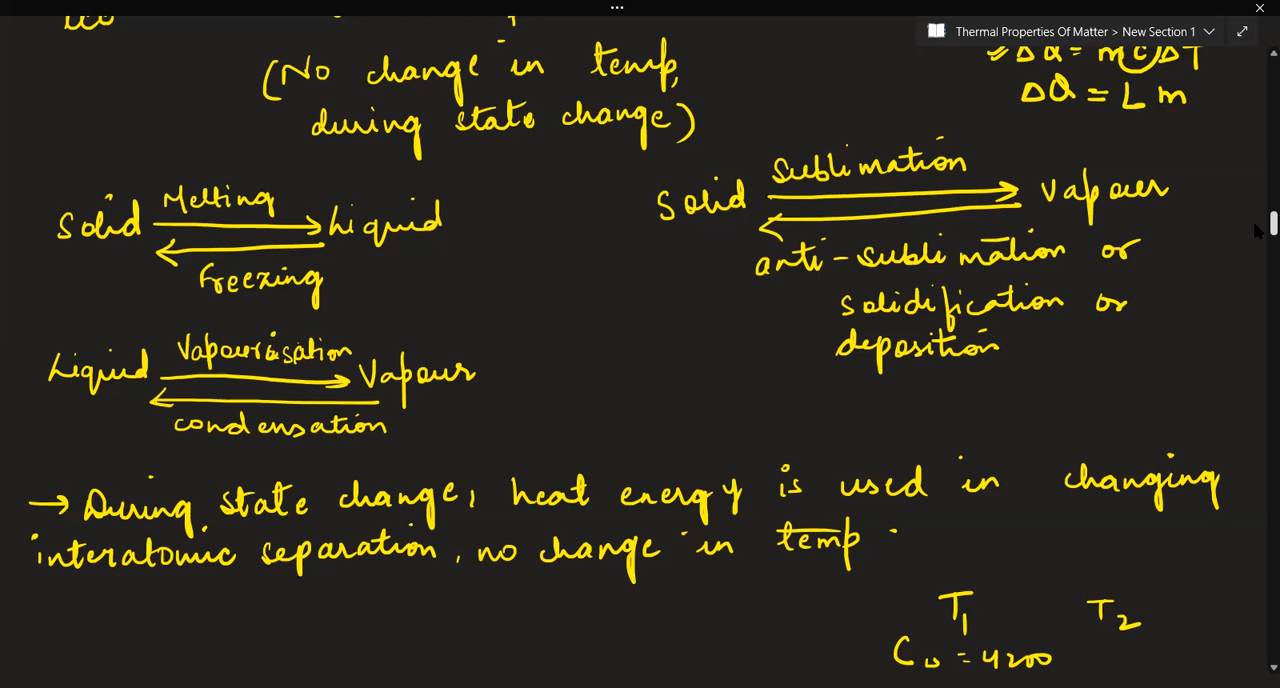 ...
Thermal Properties Of Matter > New Section 1
ΔQ = mcΔT
(No change in temp,
during state change)
ΔQ = Lm
Solid Melting Liquid
Freezing
Solid Sublimation Vapour
anti-sublimation or
solidification or
deposition
Liquid Vapourisation Vapour
condensation
→ During state change, heat energy is used in changing
interatomic separation, no change in temp.
T1 T2
= 4200